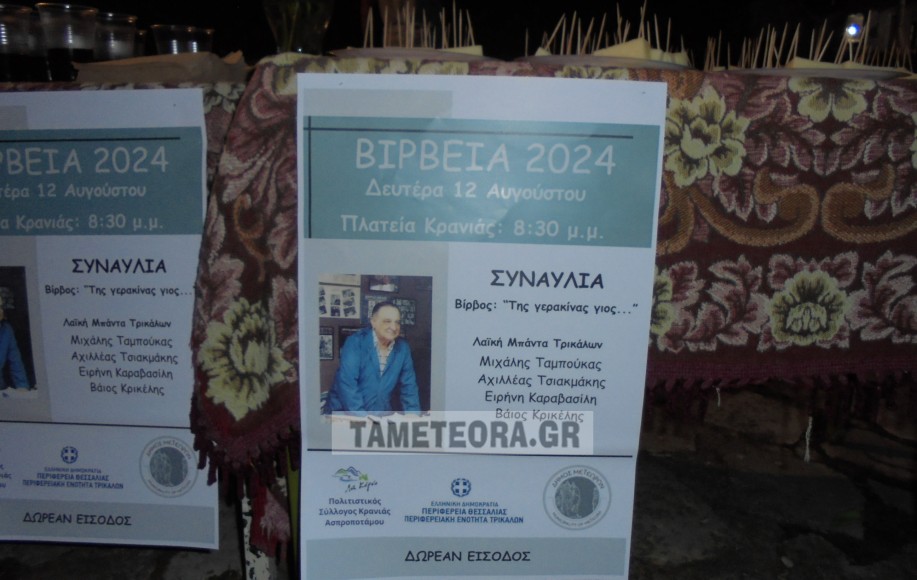 ΡΒΕΙΑ 2024
τέρα 12 Αυγούστου
Κρανιάς: 8:30 μ.μ.
ΣΥΝΑΥΛΙΑ
Βίρβος: "Της γερακίνας γιος...
Λαϊκή Μπάντα Τρικάλων
Μιχάλης Ταμπούκας
Αχιλλέας Τσιακμάκης
Ειρήνη Καραβασίλη
Βάιος Κρικέλης
ΕΛΛΗΝΙΚΗ ΔΗΜΟΚΡΑΤΙΑ
ΠΕΡΙΦΕΡΕΙΑ ΘΕΣΣΑΛΙΑΣ
ΠΕΡΙΦΕΡΕΙΑΚΗ ΕΝΟΤΗΤΑ ΤΡΙΚΑΛΩΝ
ΔΩΡΕΑΝ ΕΙΣΟΔΟΣ
ΒΙΡΒΕΙΑ 2024
Δευτέρα 12 Αυγούστου
Πλατεία Κρανιάς: 8:30 μ.μ.
ΣΥΝΑΥΛΙΑ
Βίρβος: "Της γερακίνας γιος..."
Λαϊκή Μπάντα Τρικάλων
Μιχάλης Ταμπούκας
Αχιλλέας Τσιακμάκης
Ειρήνη Καραβασίλη
Βάιος Κρικέλης
TAMETEORA.GR
Πολιτιστικός
Σύλλογος Κρανιάς
Ασπροποτάμου
ΕΛΛΗΝΙΚΗ ΔΗΜΟΚΡΑΤΙΑ
ΠΕΡΙΦΕΡΕΙΑ ΘΕΣΣΑΛΙΑΣ
ΠΕΡΙΦΕΡΕΙΑΚΗ ΕΝΟΤΗΤΑ ΤΡΙΚΑΛΩΝ
ΔΗΜΟΣ ΜΕΤΕΩΡΩΝ
ΔΩΡΕΑΝ ΕΙΣΟΔΟΣ